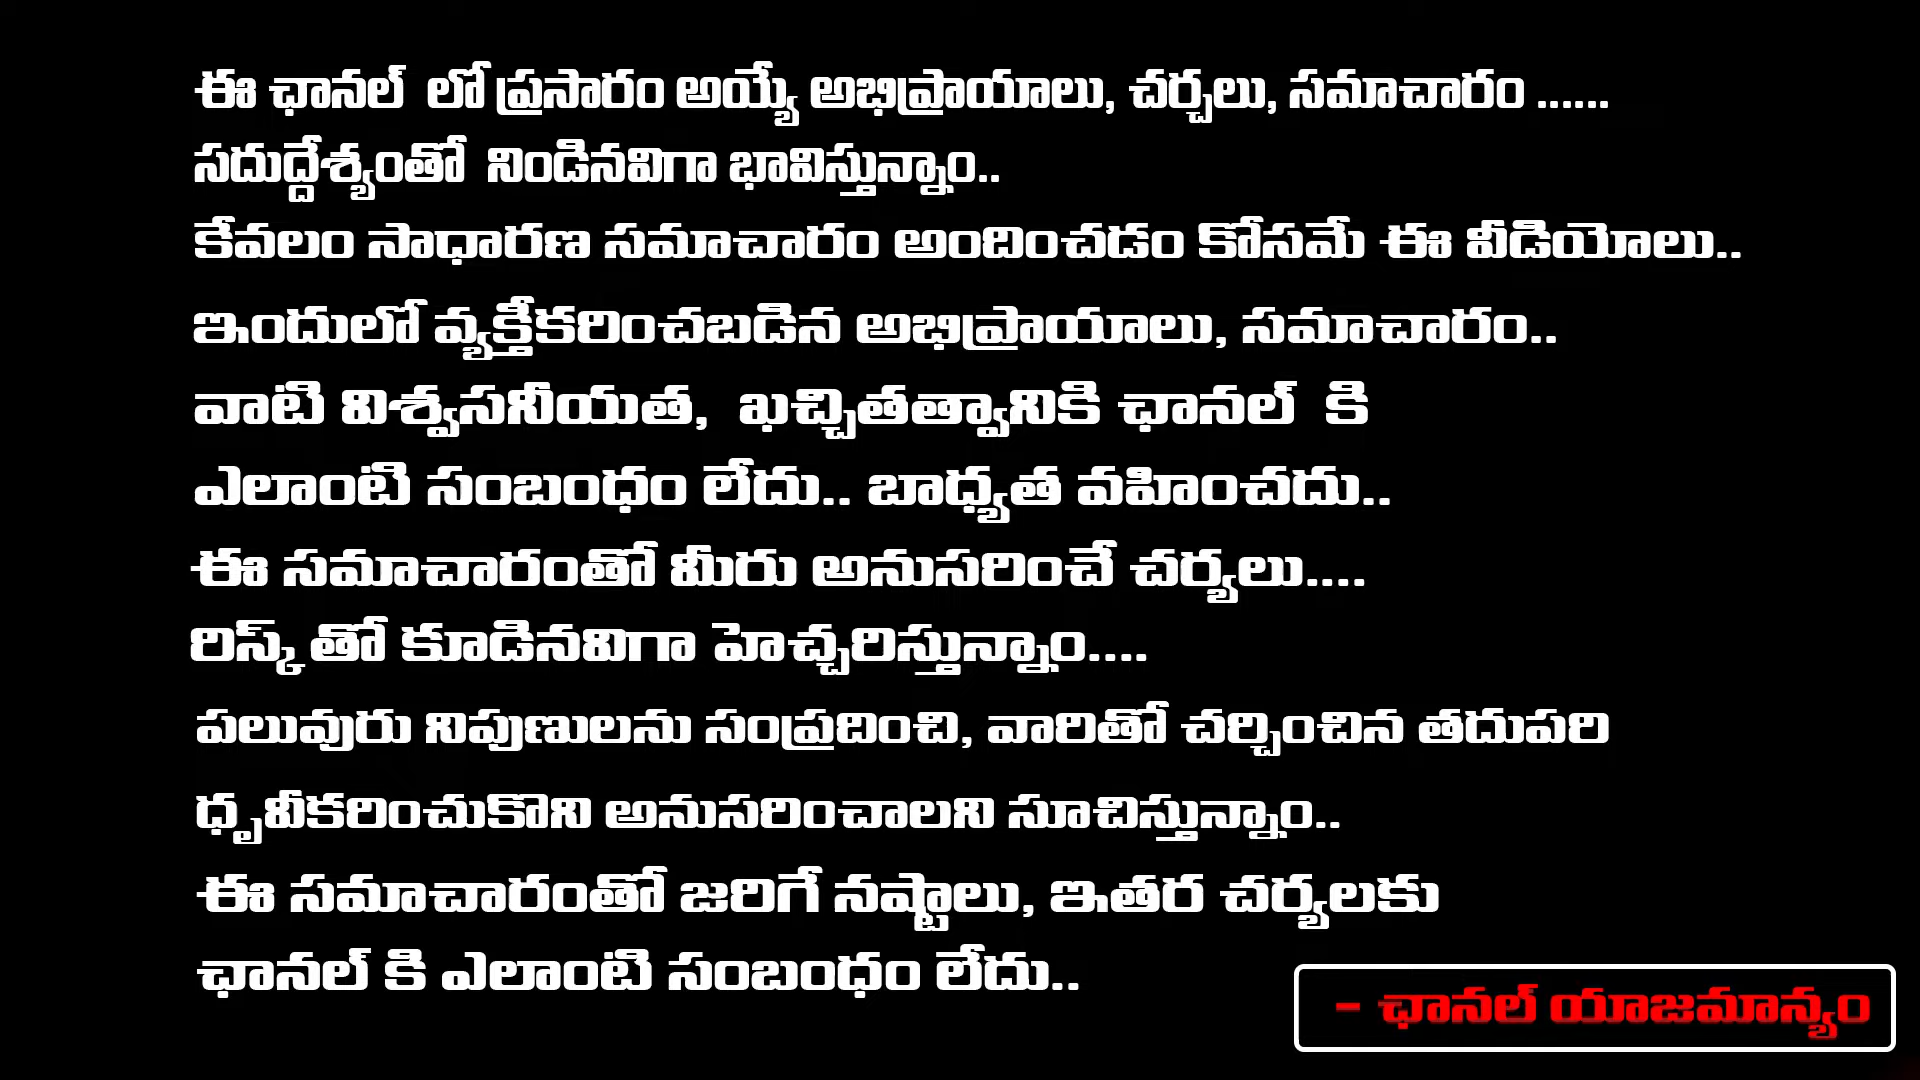 ఈ ఛానల్ లో ప్రసారం అయ్యే అభిప్రాయాలు, చర్చలు, సమాచారం ......
సదుద్దేశ్యంతో నిండినవిగా భావిస్తున్నాం..
కేవలం సాధారణ సమాచారం అందించడం కోసమే ఈ వీడియోలు..
ఇందులో వ్యక్తీకరించబడిన అభిప్రాయాలు, సమాచారం..
వాటి విశ్వసనీయత, ఖచ్చితత్వానికి ఛానల్ కి
ఎలాంటి సంబంధం లేదు.. బాధ్యత వహించదు..
ఈ సమాచారంతో మీరు అనుసరించే చర్యలు....
రిస్క్ తో కూడినవిగా హెచ్చరిస్తున్నాం....
పలువురు నిపుణులను సంప్రదించి, వారితో చర్చించిన తదుపరి
ధృవీకరించుకొని అనుసరించాలని సూచిస్తున్నాం..
ఈ సమాచారంతో జరిగే నష్టాలు, ఇతర చర్యలకు
ఛానల్ కి ఎలాంటి సంబంధం లేదు..
- ఛానల్ యాజమాన్యం